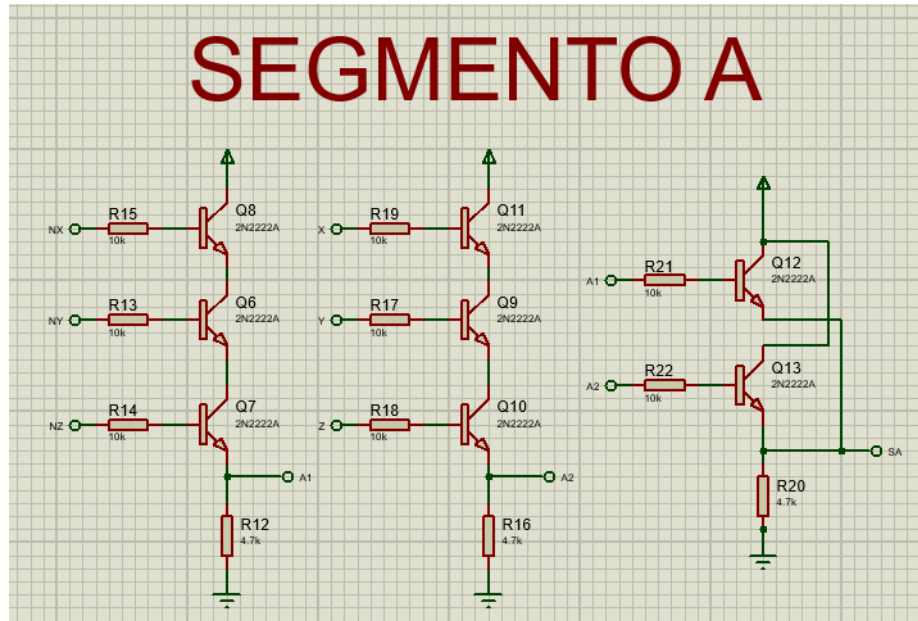 SEGMENTO A
NX
R15
10k
Q8
2N2222A
NY
R13
10k
Q6
2N2222A
NZ
R14
10k
Q7
2N2222A
A1
R12
4.7k
X
R19
10k
Q11
2N2222A
Y
R17
10k
Q9
2N2222A
Z
R18
10k
Q10
2N2222A
A2
R16
4.7k
A1
R21
10k
Q12
2N2222A
A2
R22
10k
Q13
2N2222A
SA
R20
4.7k